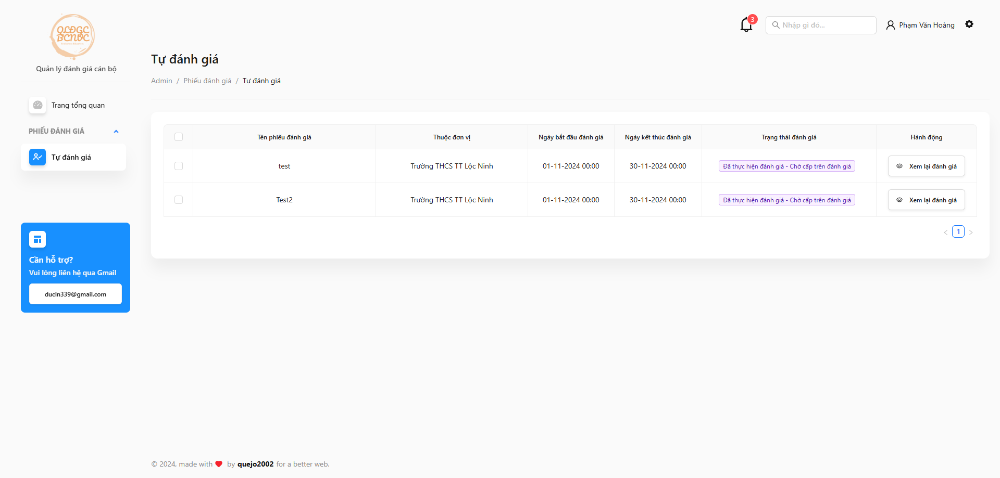 QLĐGC
BCNVC
Quản lý đánh giá cán bộ
Trang tổng quan
PHIẾU ĐÁNH GIÁ
Tự đánh giá
Cần hỗ trợ?
Vui lòng liên hệ qua Gmail
ducln339@gmail.com
3
Nhập gi đó...
Phạm Văn Hoàng
Tự đánh giá
Admin / Phiếu đánh giá / Tự đánh giá
Tên phiếu đánh giá Thuộc đơn vị Ngày bắt đầu đánh giá Ngày kết thúc đánh giá Trạng thái đánh giá Hành động
test Trường THCS TT Lộc Ninh 01-11-2024 00:00 30-11-2024 00:00 Đã thực hiện đánh giá - Chờ cấp trên đánh giá Xem lại đánh giá
Test2 Trường THCS TT Lộc Ninh 01-11-2024 00:00 30-11-2024 00:00 Đã thực hiện đánh giá - Chờ cấp trên đánh giá Xem lại đánh giá
< 1 >
© 2024, made with ❤ by quejo2002 for a better web.